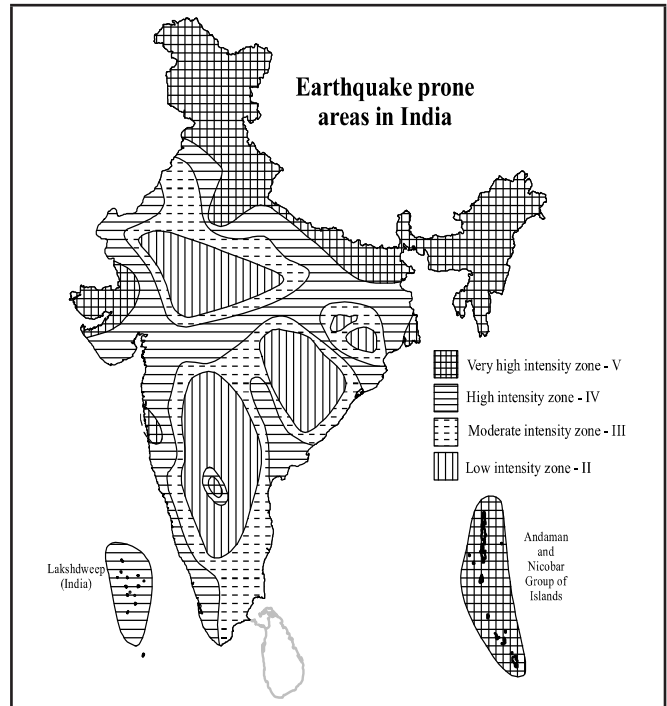 Earthquake prone
areas in India
Very high intensity zone - V
High intensity zone - IV
Moderate intensity zone - III
Low intensity zone - II
Lakshdweep
(India)
Andaman
and
Nicobar
Group of
Islands